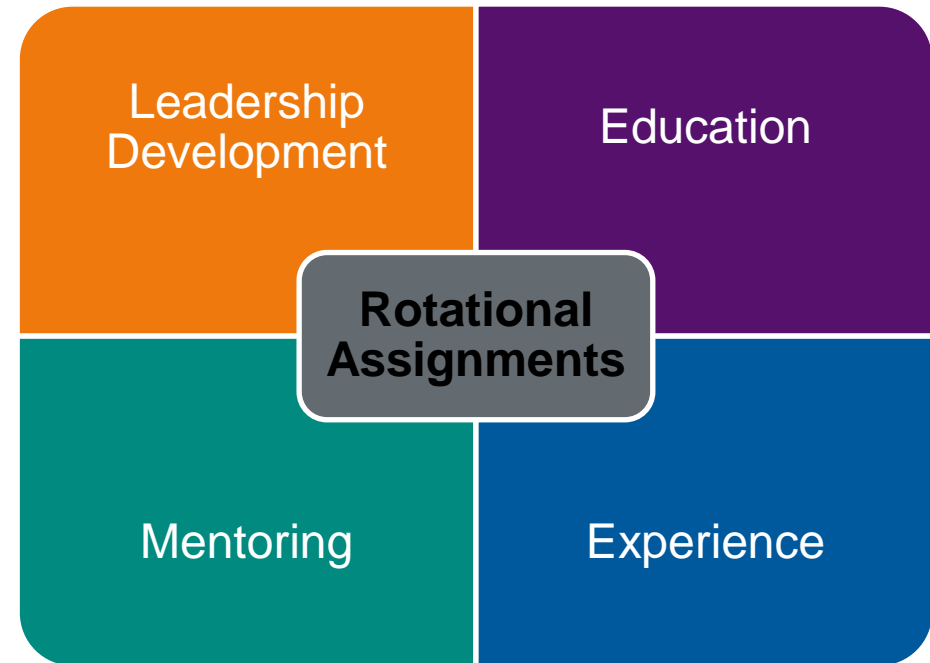 Leadership
Development
Education
Rotational
Assignments
Mentoring
Experience